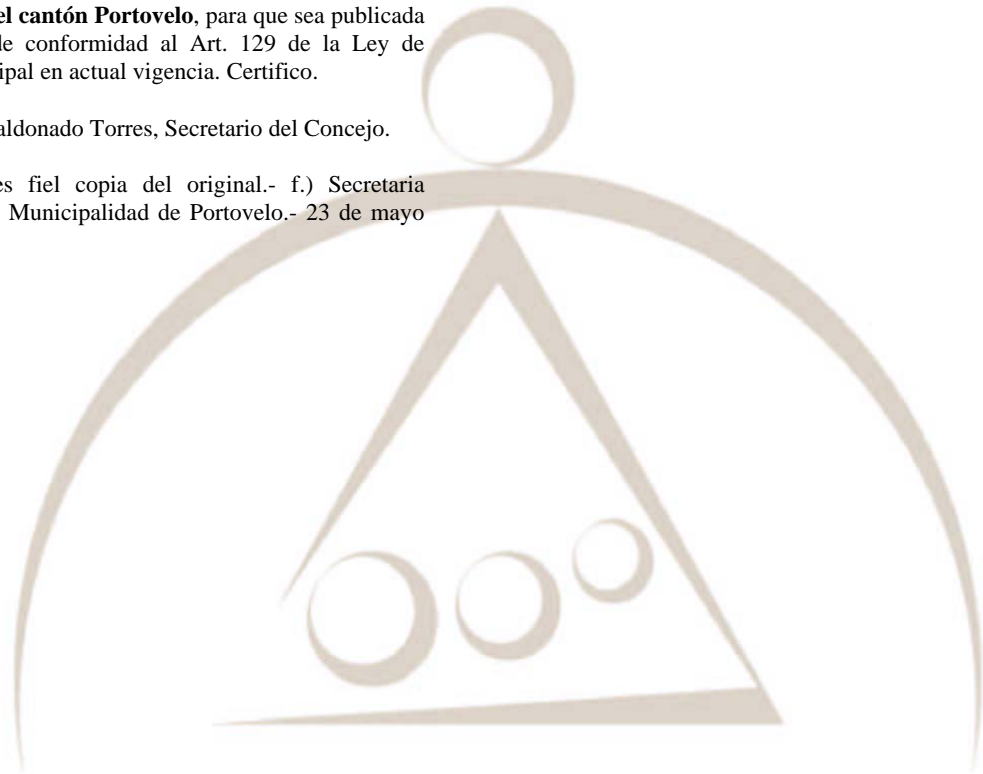 el cantón Portovelo, para que sea publicada
de conformidad al Art. 129 de la Ley de
ipal en actual vigencia. Certifico.
aldonado Torres, Secretario del Concejo.
es fiel copia del original.- f.) Secretaria
Municipalidad de Portovelo.- 23 de mayo